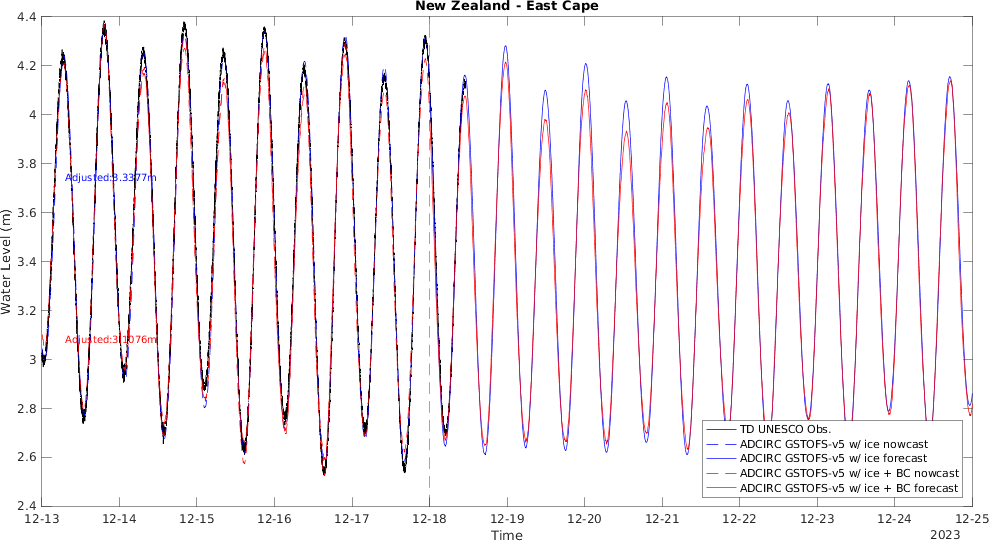 New Zealand - East Cape
Water Level (m)
4.4
4.2
4
3.8
3.6
3.4
3.2
3
2.8
2.6
2.4
Adjusted:3.3377m
Adjusted:3.1076m
TD UNESCO Obs.
ADCIRC GSTOFS-v5 w/ ice nowcast
ADCIRC GSTOFS-v5 w/ ice forecast
ADCIRC GSTOFS-v5 w/ ice + BC nowcast
ADCIRC GSTOFS-v5 w/ ice + BC forecast
12-13 12-14 12-15 12-16 12-17 12-18 12-19 12-20 12-21 12-22 12-23 12-24 12-25
Time
2023